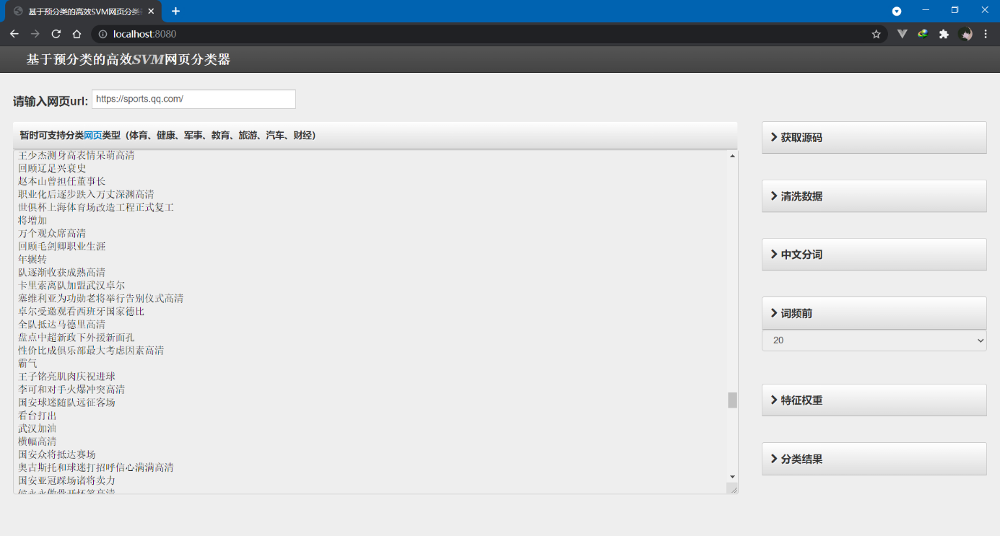 基于预分类的高效SVM网页分类
localhost:8080
基于预分类的高效SVM网页分类器
请输入网页url: https://sports.qq.com/
暂时可支持分类网页类型（体育、健康、军事、教育、旅游、汽车、财经）
王少杰测身高表情呆萌高清
回顾辽足兴衰史
赵本山曾担任董事长
职业化后逐步跌入万丈深渊高清
世俱杯上海体育场改造工程正式复工
将增加
万个观众席高清
回顾毛剑卿职业生涯
年辗转
队逐渐收获成熟高清
卡里索离队加盟武汉卓尔
塞维利亚为功勋老将举行告别仪式高清
卓尔受邀观看西班牙国家德比
全队抵达马德里高清
盘点中超新政下外援新面孔
性价比成俱乐部最大考虑因素高清
霸气
王子铭亮肌肉庆祝进球
李可和对手火爆冲突高清
国安球迷随队远征客场
看台打出
武汉加油
横幅高清
国安众将抵达赛场
奥古斯托和球迷打招呼信心满满高清
国安亚冠踩场诸将卖力
侯永永傲骨开怀笑高清
获取源码
清洗数据
中文分词
词频前
20
特征权重
分类结果